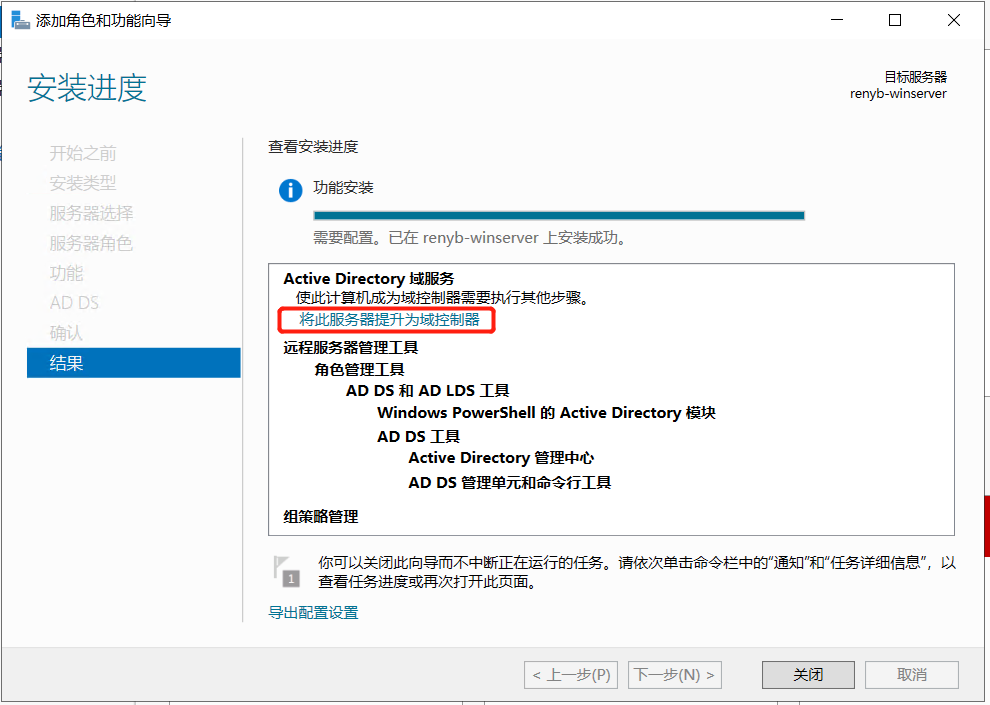 添加角色和功能向导
安装进度
目标服务器
renyb-winserver
开始之前
安装类型
服务器选择
服务器角色
功能
AD DS
确认
结果
查看安装进度
功能安装
需要配置。已在 renyb-winserver 上安装成功。
Active Directory 域服务
使此计算机成为域控制器需要执行其他步骤。
将此服务器提升为域控制器
远程服务器管理工具
角色管理工具
AD DS 和 AD LDS 工具
Windows PowerShell 的 Active Directory 模块
AD DS 工具
Active Directory 管理中心
AD DS 管理单元和命令行工具
组策略管理
1
你可以关闭此向导而不中断正在运行的任务。请依次单击命令栏中的“通知”和“任务详细信息”，以
查看任务进度或再次打开此页面。
导出配置设置
< 上一步(P)
下一步(N) >
关闭
取消